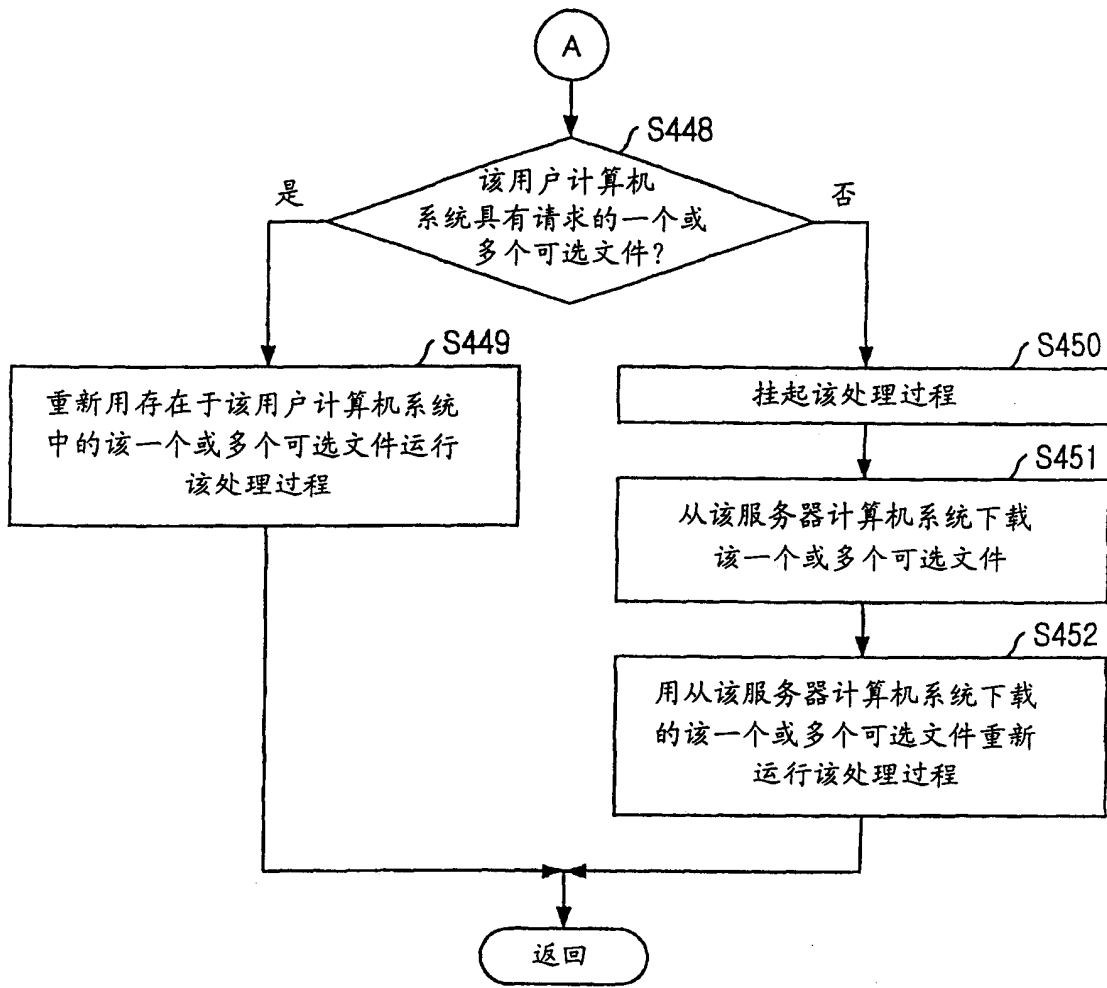 A
S448
该用户计算机
系统具有请求的一个或
多个可选文件?
是
否
S449
重新用存在于该用户计算机系统
中的该一个或多个可选文件运行
该处理过程
S450
挂起该处理过程
S451
从该服务器计算机系统下载
该一个或多个可选文件
S452
用从该服务器计算机系统下载
的该一个或多个可选文件重新
运行该处理过程
返回